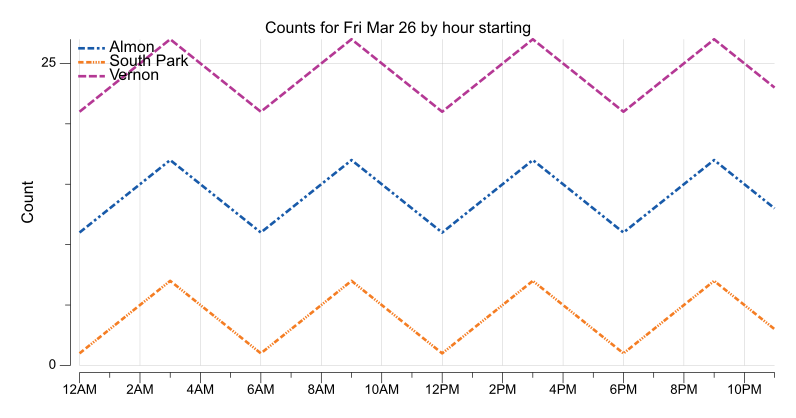 Counts for Fri Mar 26 by hour starting
Almon
South Park
Vernon
25
Count
0
12AM 2AM 4AM 6AM 8AM 10AM 12PM 2PM 4PM 6PM 8PM 10PM